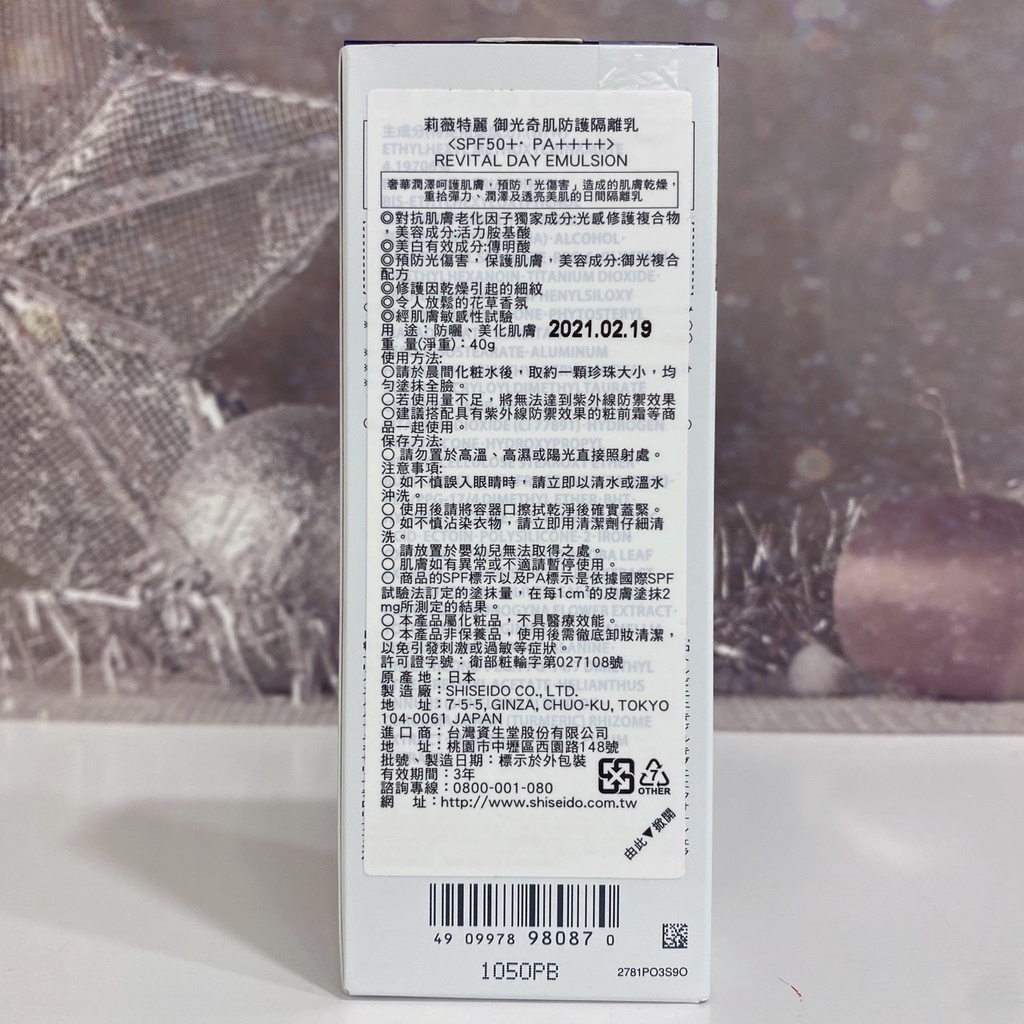 莉薇特麗 御光奇肌防護隔離乳
<SPF50+· PA++++>
REVITAL DAY EMULSION
奢華潤澤呵護肌膚，預防「光傷害」造成的肌膚乾燥，
重拾彈力、潤澤及透亮美肌的日間隔離乳
◎對抗肌膚老化因子獨家成分:光感修護複合物
，美容成分:活力胺基酸
◎美白有效成分:傳明酸
◎預防光傷害，保護肌膚，美容成分:御光複合
配方
◎修護因乾燥引起的細紋
◎令人放鬆的花草香氛
◎經肌膚敏感性試驗
用 途：防曬、美化肌膚 2021.02.19
重 量(淨重)：40g
使用方法:
○請於晨間化粧水後，取約一顆珍珠大小，均
勻塗抹全臉。
○若使用量不足，將無法達到紫外線防禦效果
○建議搭配具有紫外線防禦效果的粧前霜等商
品一起使用。
保存方法:
○ 請勿置於高溫、高濕或陽光直接照射處。
注意事項:
○ 如不慎誤入眼睛時，請立即以清水或溫水
沖洗。
○ 使用後請將容器口擦拭乾淨後確實蓋緊。
○ 如不慎沾染衣物，請立即用清潔劑仔細清
洗。
○ 請放置於嬰幼兒無法取得之處。
○ 肌膚如有異常或不適請暫停使用。
○ 商品的SPF標示以及PA標示是依據國際SPF
試驗法訂定的塗抹量，在每1cm²的皮膚塗抹2
mg所測定的結果。
○ 本產品屬化粧品，不具醫療效能。
○ 本產品非保養品，使用後需徹底卸妝清潔，
以免引發刺激或過敏等症狀。
許可證字號：衛部粧輸字第027108號
原 產 地：日本
製 造 廠：SHISEIDO CO., LTD.
地 址：7-5-5, GINZA, CHUO-KU, TOKYO
104-0061 JAPAN
進 口 商：台灣資生堂股份有限公司
地 址：桃園市中壢區西園路148號
批號、製造日期：標示於外包裝
有效期間：3年
諮詢專線：0800-001-080
網 址：http://www.shiseido.com.tw
7
OTHER
由此▼掀開
49 09978 98087 0
1050PB
2781PO3S9O